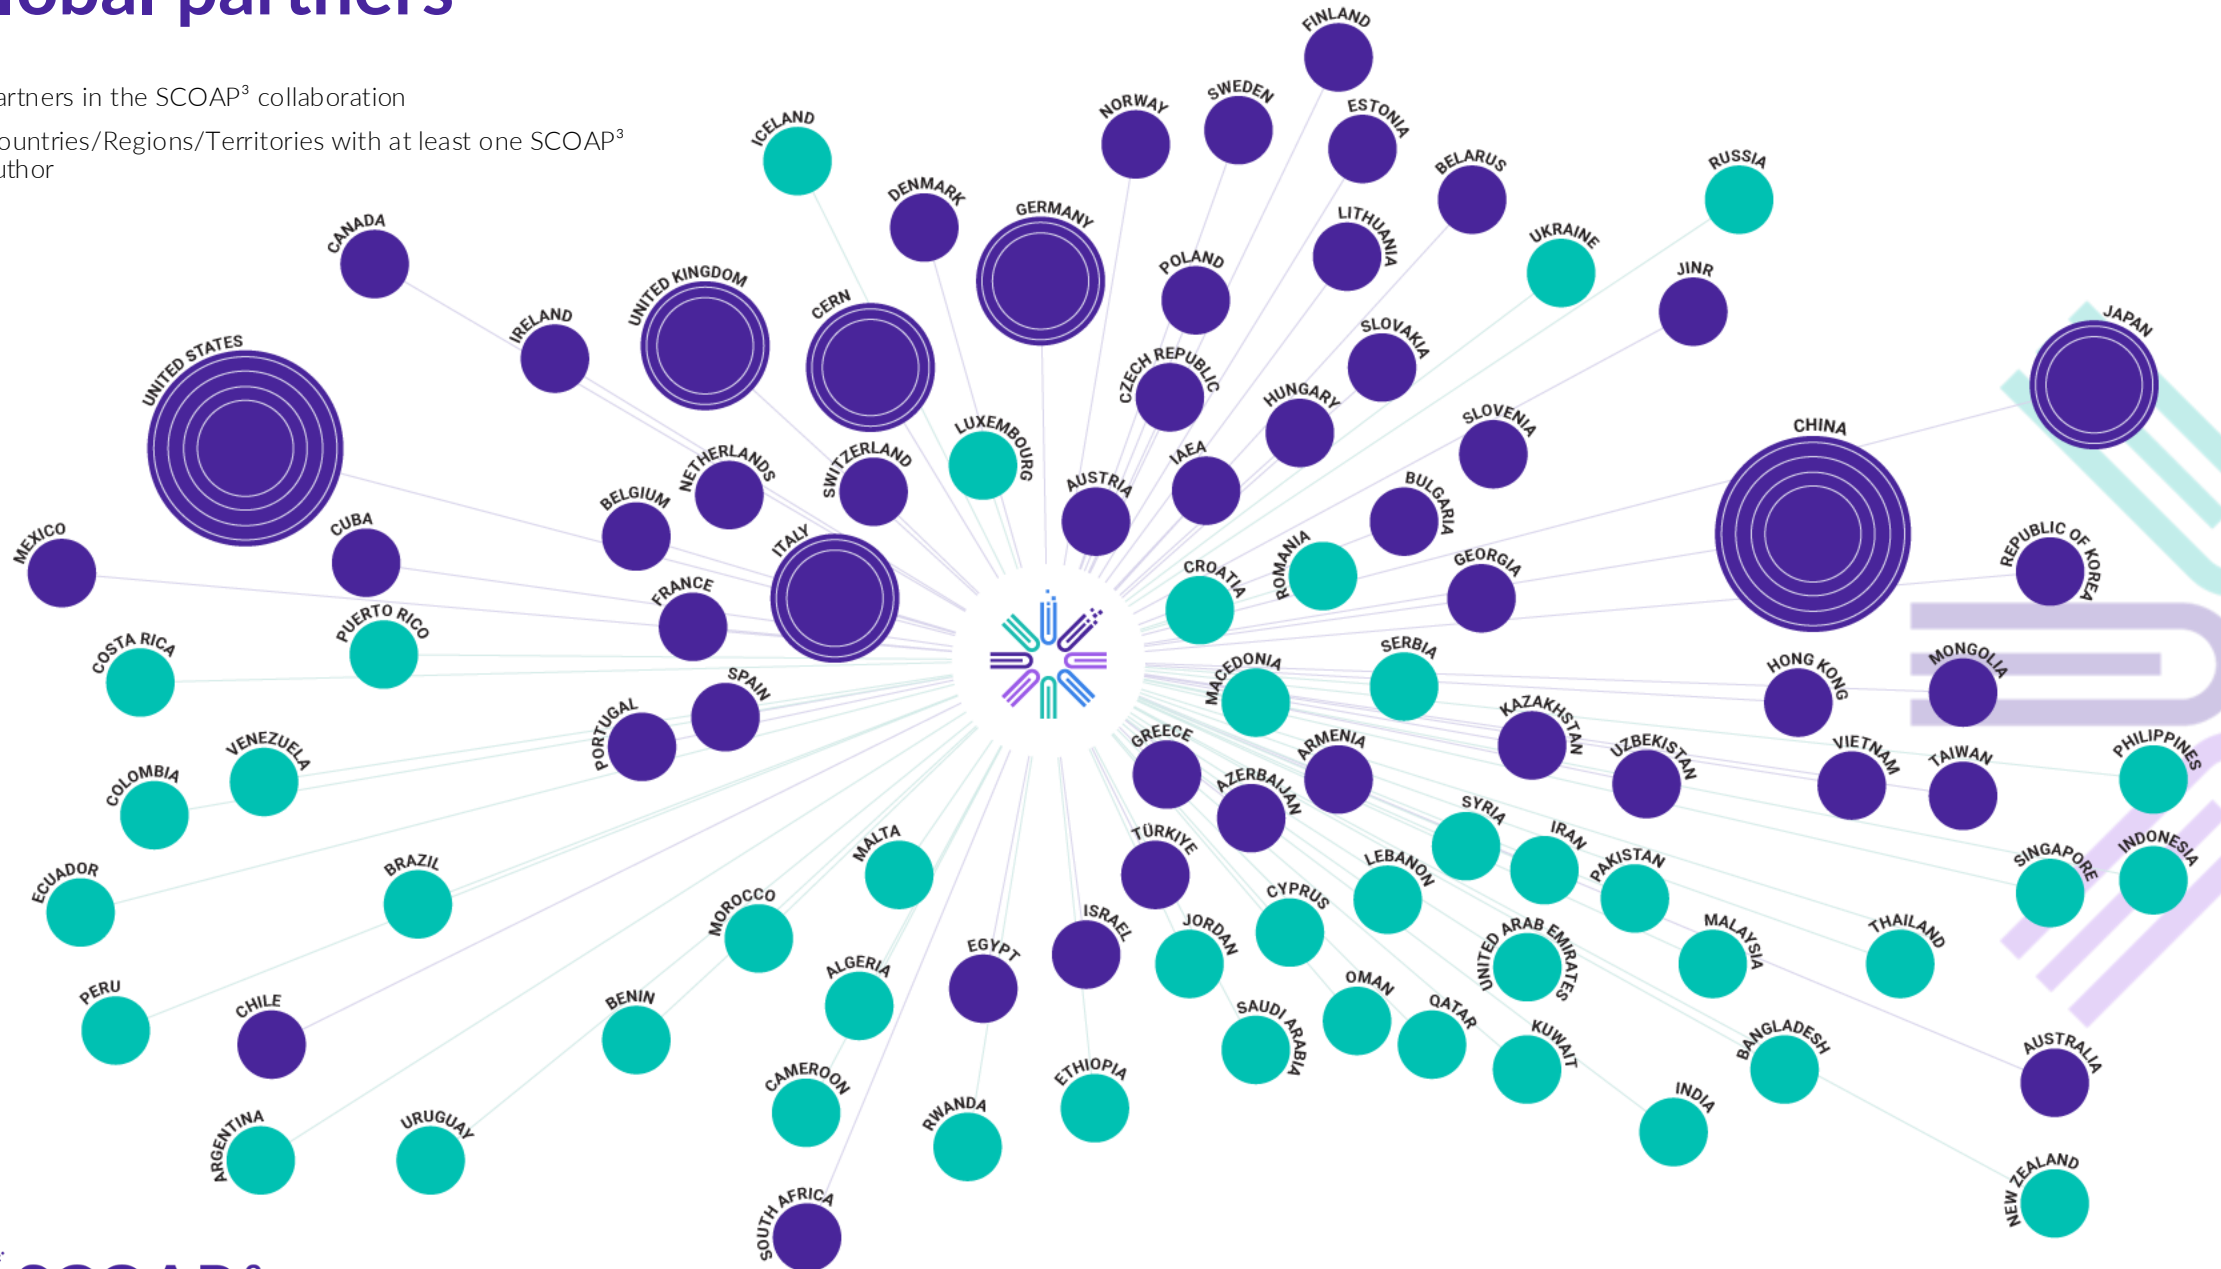 obal partners
artners in the SCOAP³ collaboration
ountries/Regions/Territories with at least one SCOAP³
uthor
FINLAND
NORWAY
SWEDEN
ESTONIA
ICELAND
BELARUS
RUSSIA
DENMARK
GERMANY
LITHUANIA
CANADA
UKRAINE
POLAND
JINR
UNITED KINGDOM
CERN
IRELAND
SLOVAKIA
JAPAN
UNITED STATES
CZECH REPUBLIC
HUNGARY
LUXEMBOURG
SLOVENIA
CHINA
NETHERLANDS
SWITZERLAND
IAEA
AUSTRIA
BELGIUM
BULGARIA
MEXICO
CUBA
ITALY
ROMANIA
REPUBLIC OF KOREA
CROATIA
GEORGIA
FRANCE
PUERTO RICO
COSTA RICA
SERBIA
MACEDONIA
HONG KONG
MONGOLIA
SPAIN
PORTUGAL
KAZAKHSTAN
GREECE
ARMENIA
UZBEKISTAN
VIETNAM
TAIWAN
PHILIPPINES
VENEZUELA
COLOMBIA
AZERBAIJAN
SYRIA
IRAN
MALTA
TÜRKIYE
LEBANON
PAKISTAN
SINGAPORE
INDONESIA
ECUADOR
BRAZIL
MOROCCO
CYPRUS
ISRAEL
JORDAN
UNITED ARAB EMIRATES
MALAYSIA
THAILAND
EGYPT
ALGERIA
PERU
CHILE
BENIN
OMAN
QATAR
SAUDI ARABIA
KUWAIT
BANGLADESH
AUSTRALIA
CAMEROON
ETHIOPIA
RWANDA
INDIA
ARGENTINA
URUGUAY
NEW ZEALAND
SOUTH AFRICA